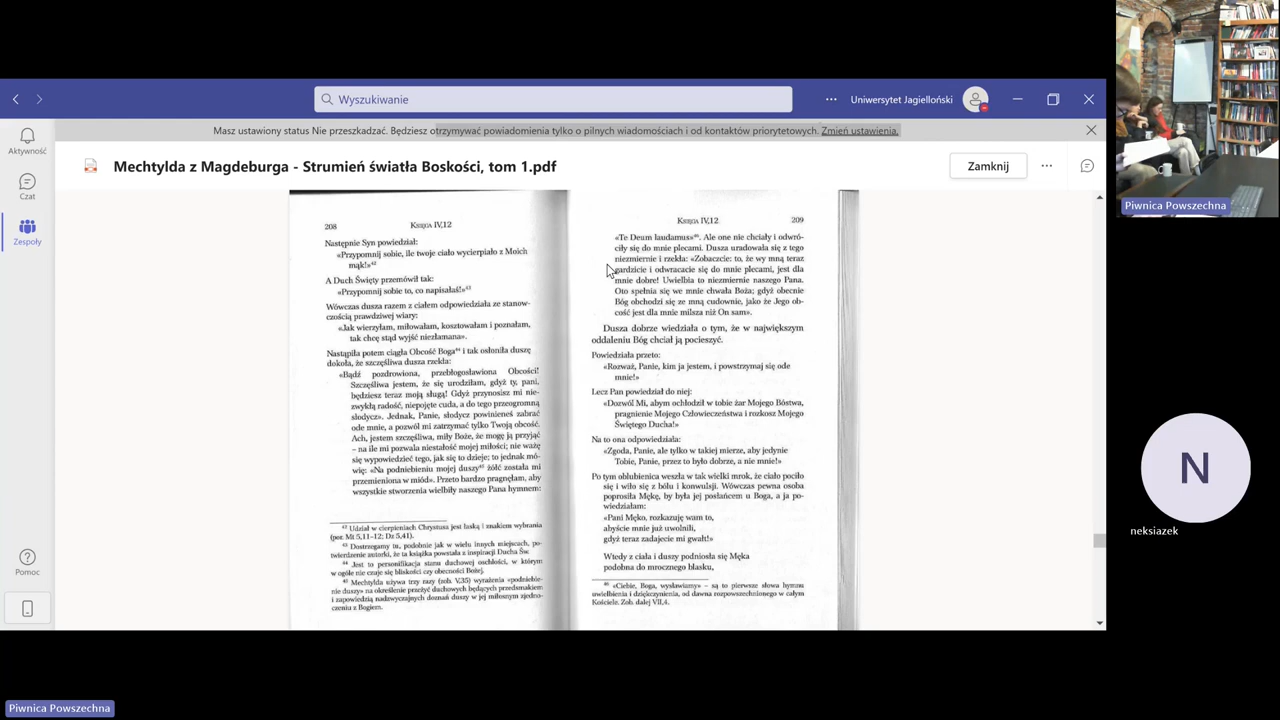 Wyszukiwanie
Uniwersytet Jagielloński
Masz ustawiony status Nie przeszkadzać. Będziesz otrzymywać powiadomienia tylko o pilnych wiadomościach i od kontaktów priorytetowych. Zmień ustawienia.
Aktywność
Czat
Zespoły
Pomoc
Mechtylda z Magdeburga - Strumień światła Boskości, tom 1.pdf
Zamknij
208 KSIĘGA IV,12
Następnie Syn powiedział:
«Przypomnij sobie, ile twoje ciało wycierpiało z Moich
mąk!»42
A Duch Święty przemówił tak:
«Przypomnij sobie to, co napisałaś!»43
Wówczas dusza razem z ciałem odpowiedziała ze stanow-
czością prawdziwej wiary:
«Jak wierzyłam, miłowałam, kosztowałam i poznałam,
tak chcę stąd wyjść niezłamana».
Nastąpiła potem ciągła Obcość Boga44 i tak osłoniła duszę
dokoła, że szczęśliwa dusza rzekła:
«Bądź pozdrowiona, przebłogosławiona Obcości!
Szczęśliwa jestem, że się urodziłam, gdyż ty, pani,
będziesz teraz moją sługą! Gdyż przynosisz mi nie-
zwykłą radość, niepojęte cuda, a do tego przeogromną
słodycz». Jednak, Panie, słodycz powinieneś zabrać
ode mnie, a pozwól mi zatrzymać tylko Twoją obcość.
Ach, jestem szczęśliwa, miły Boże, że mogę ją przyjąć
– na ile mi pozwala niestałość mojej miłości; nie ważę
się wypowiedzieć tego, jak się to dzieje; to jednak mó-
wię: «Na podniebieniu mojej duszy45 żółć została mi
przemieniona w miód». Przeto bardzo pragnęłam, aby
wszystkie stworzenia wielbiły naszego Pana hymnem:
42 Udział w cierpieniach Chrystusa jest łaską i znakiem wybrania
(por. Mt 5,11-12; Dz 5,41).
43 Dostrzegamy tu, podobnie jak w wielu innych miejscach, po-
twierdzenie autorki, że ta książka powstała z inspiracji Ducha Św.
44 Jest to personifikacja stanu duchowej oschłości, w którym
w ogóle nie czuje się bliskości czy obecności Bożej.
45 Mechtylda używa trzy razy (zob. V,35) wyrażenia «podniebie-
nie duszy» na określenie przeżyć duchowych będących przedsmakiem
i zapowiedzią nadzwyczajnych doznań duszy w jej miłosnym zjedno-
czeniu z Bogiem.
KSIĘGA IV,12 209
«Te Deum laudamus»46. Ale one nie chciały i odwró-
ciły się do mnie plecami. Dusza uradowała się z tego
niezmiernie i rzekła: «Zobaczcie: to, że wy mną teraz
gardzicie i odwracacie się do mnie plecami, jest dla
mnie dobre! Uwielbia to niezmiernie naszego Pana.
Oto spełnia się we mnie chwała Boża; gdyż obecnie
Bóg obchodzi się ze mną cudownie, jako że Jego ob-
cość jest dla mnie milsza niż On sam».
Dusza dobrze wiedziała o tym, że w największym
oddaleniu Bóg chciał ją pocieszyć.
Powiedziała przeto:
«Rozważ, Panie, kim ja jestem, i powstrzymaj się ode
mnie!»
Lecz Pan powiedział do niej:
«Dozwól Mi, abym ochłodził w tobie żar Mojego Bóstwa,
pragnienie Mojego Człowieczeństwa i rozkosz Mojego
Świętego Ducha!»
Na to ona odpowiedziała:
«Zgoda, Panie, ale tylko w takiej mierze, aby jedynie
Tobie, Panie, przez to było dobrze, a nie mnie!»
Po tym oblubienica weszła w tak wielki mrok, że ciało pociło
się i wiło się z bólu i konwulsji. Wówczas pewna osoba
poprosiła Mękę, by była jej posłańcem u Boga, a ja po-
wiedziałam:
«Pani Męko, rozkazuję wam to,
abyście mnie już uwolnili,
gdyż teraz zadajecie mi gwałt!»
Wtedy z ciała i duszy podniosła się Męka
podobna do mrocznego blasku,
46 «Ciebie, Boga, wysławiamy» – są to pierwsze słowa hymnu
uwielbienia i dziękczynienia, od dawna rozpowszechnionego w całym
Kościele. Zob. dalej VII,4.
Piwnica Powszechna
N
neksiazek
Piwnica Powszechna